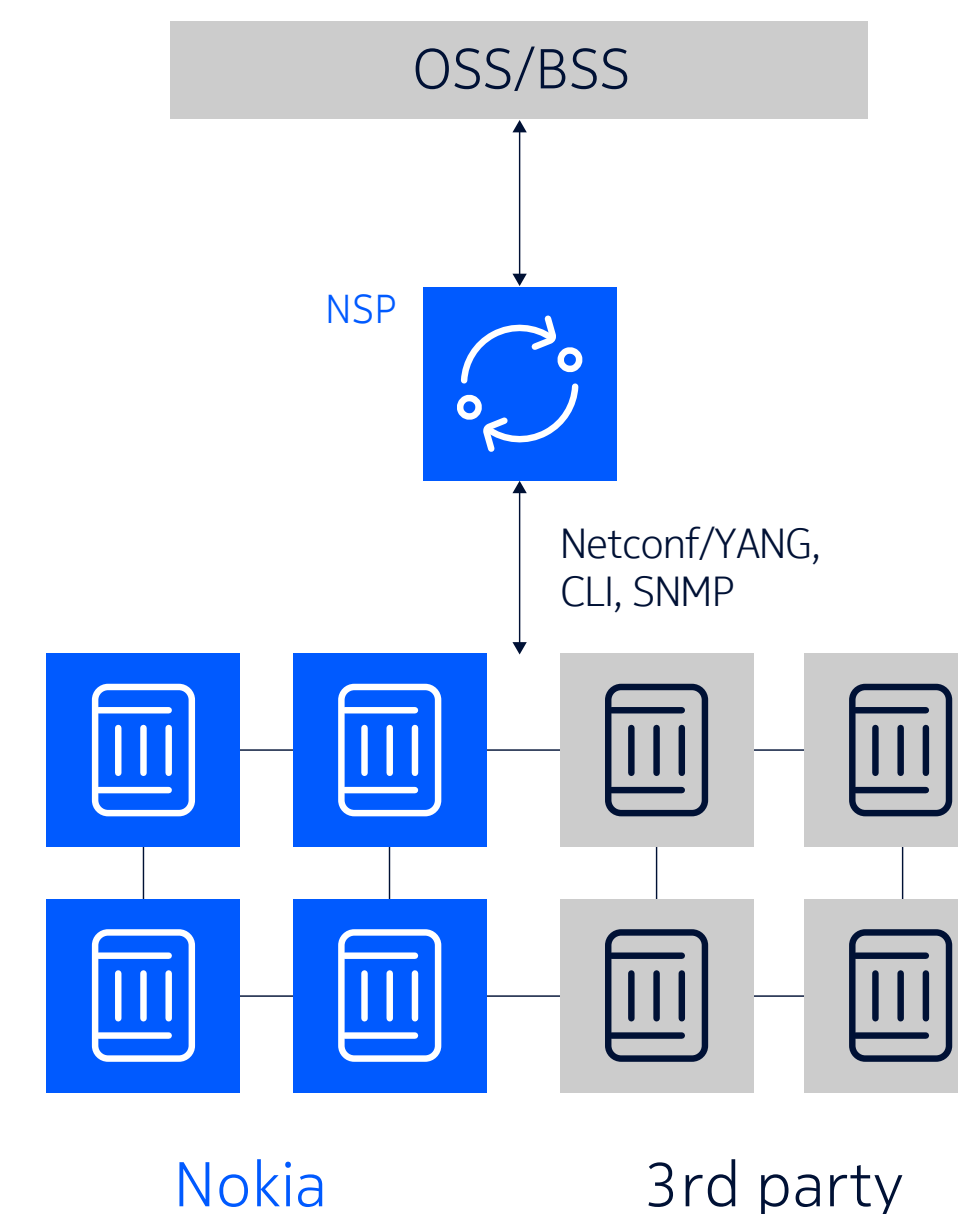 OSS/BSS
NSP
Netconf/YANG,
CLI, SNMP
Nokia
3rd party